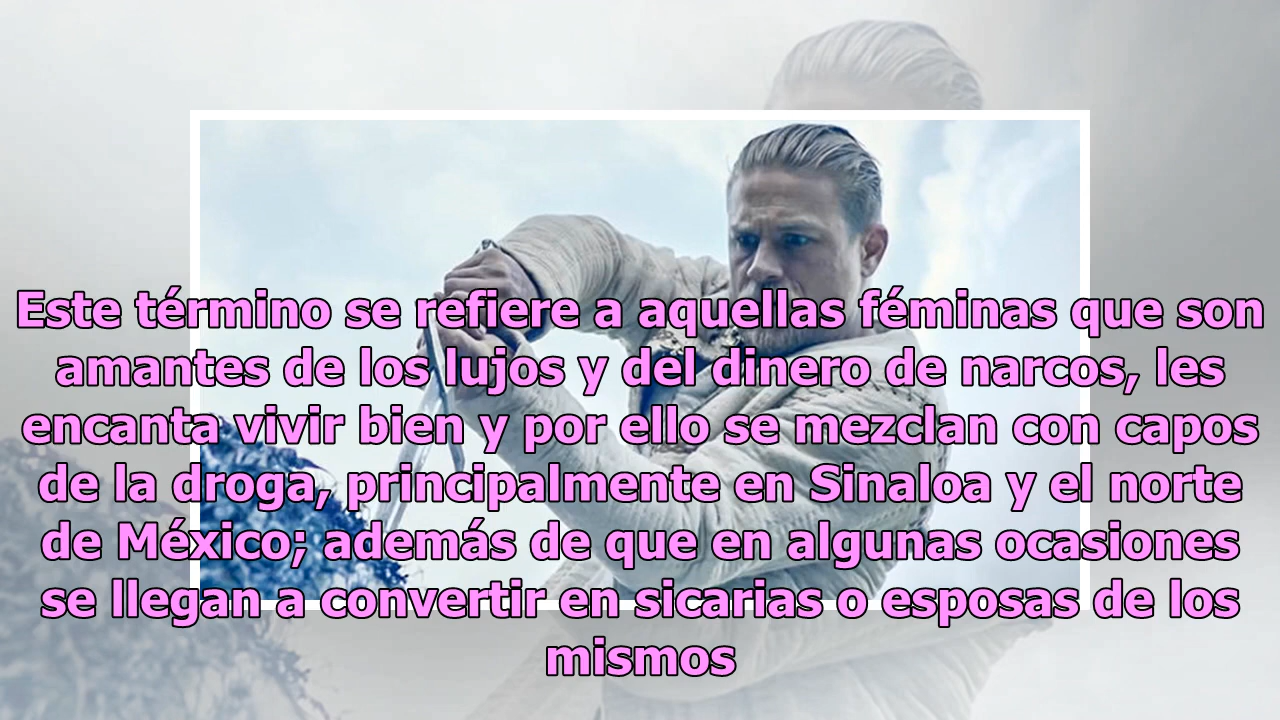 Este término se refiere a aquellas féminas que son
amantes de los lujos y del dinero de narcos, les
encanta vivir bien y por ello se mezclan con capos
de la droga, principalmente en Sinaloa y el norte
de México; además de que en algunas ocasiones
se llegan a convertir en sicarias o esposas de los
mismos